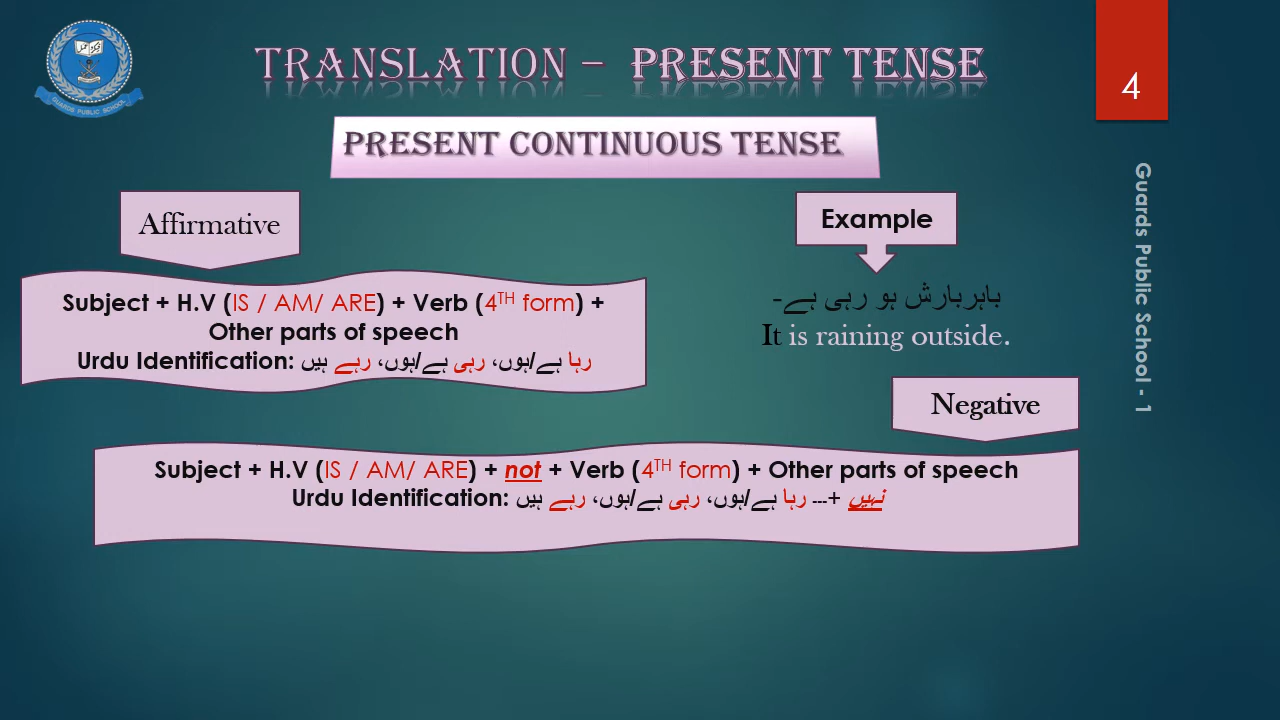 TRANSLATION – PRESENT TENSE
4
PRESENT CONTINUOUS TENSE
Affirmative
Subject + H.V (IS / AM/ ARE) + Verb (4TH form) +
Other parts of speech
Urdu Identification: رہا ہے/ہوں، رہی ہے/ہوں، رہے ہیں
Example
باہربارش ہو رہی ہے-
It is raining outside.
Negative
Subject + H.V (IS / AM/ ARE) + not + Verb (4TH form) + Other parts of speech
Urdu Identification: نہیں +--- رہا ہے/ہوں، رہی ہے/ہوں، رہے ہیں
Guards Public School - 1
GUARDS PUBLIC SCHOOL